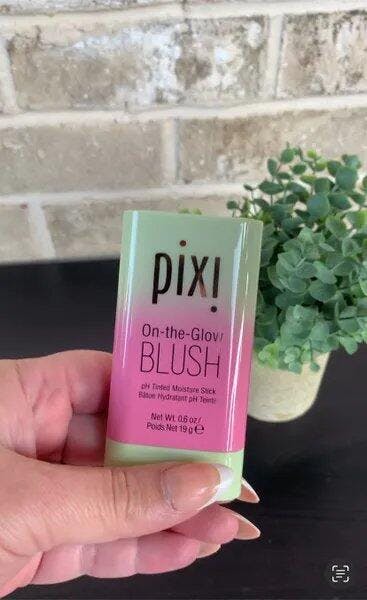 pixi
On-the-Glow
BLUSH
pH Tinted Moisture Stick
Bâton Hydratant pH Teinté
Net Wt. 0.6 oz/
Poids Net 19 g ℮